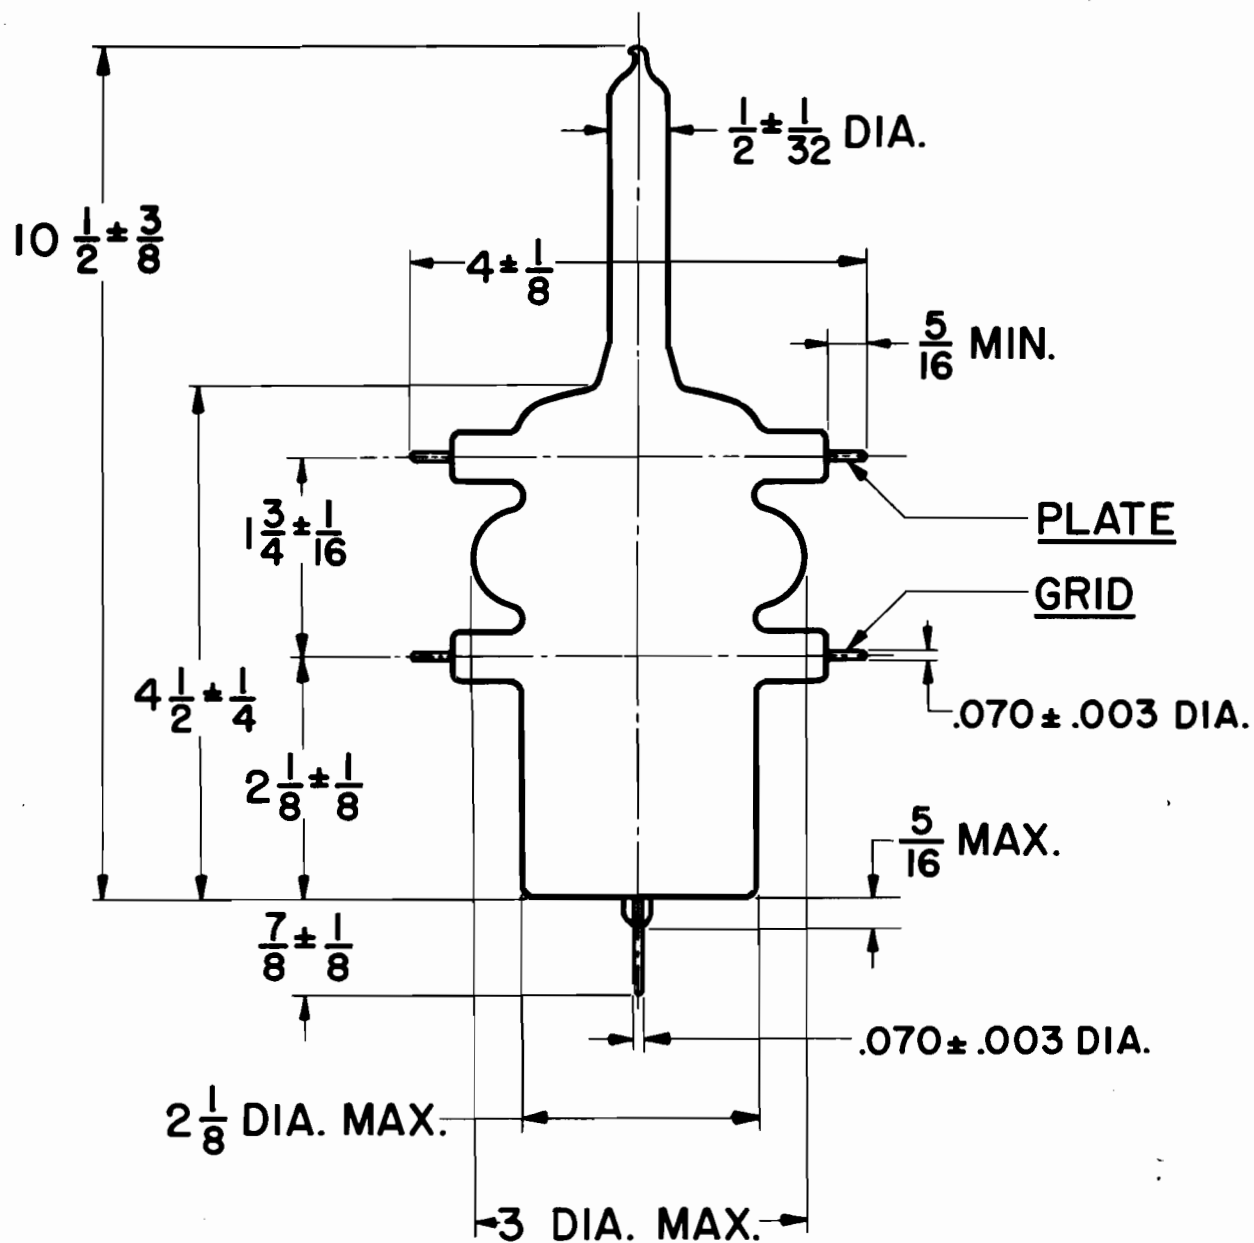 1/2 ± 1/32 DIA.
10 1/2 ± 3/8
4 ± 1/8
5/16 MIN.
1 3/4 ± 1/16
PLATE
GRID
4 1/2 ± 1/4
.070 ± .003 DIA.
2 1/8 ± 1/8
5/16 MAX.
7/8 ± 1/8
.070 ± .003 DIA.
2 1/8 DIA. MAX.
3 DIA. MAX.